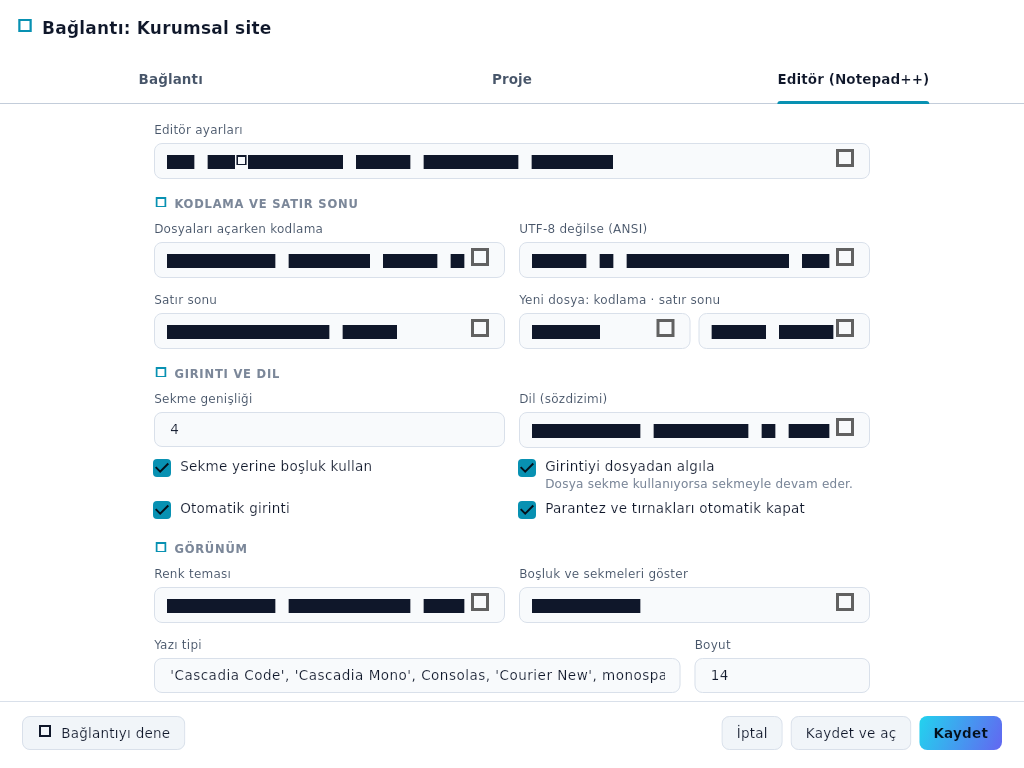 Bağlantı: Kurumsal site
Bağlantı
Proje
Editör (Notepad++)
Editör ayarları
KODLAMA VE SATIR SONU
Dosyaları açarken kodlama
UTF-8 değilse (ANSI)
Satır sonu
Yeni dosya: kodlama · satır sonu
GIRINTI VE DIL
Sekme genişliği
Dil (sözdizimi)
4
Sekme yerine boşluk kullan
Girintiyi dosyadan algıla
Dosya sekme kullanıyorsa sekmeyle devam eder.
Otomatik girinti
Parantez ve tırnakları otomatik kapat
GÖRÜNÜM
Renk teması
Boşluk ve sekmeleri göster
Yazı tipi
Boyut
'Cascadia Code', 'Cascadia Mono', Consolas, 'Courier New', monospa
14
Bağlantıyı dene
İptal
Kaydet ve aç
Kaydet